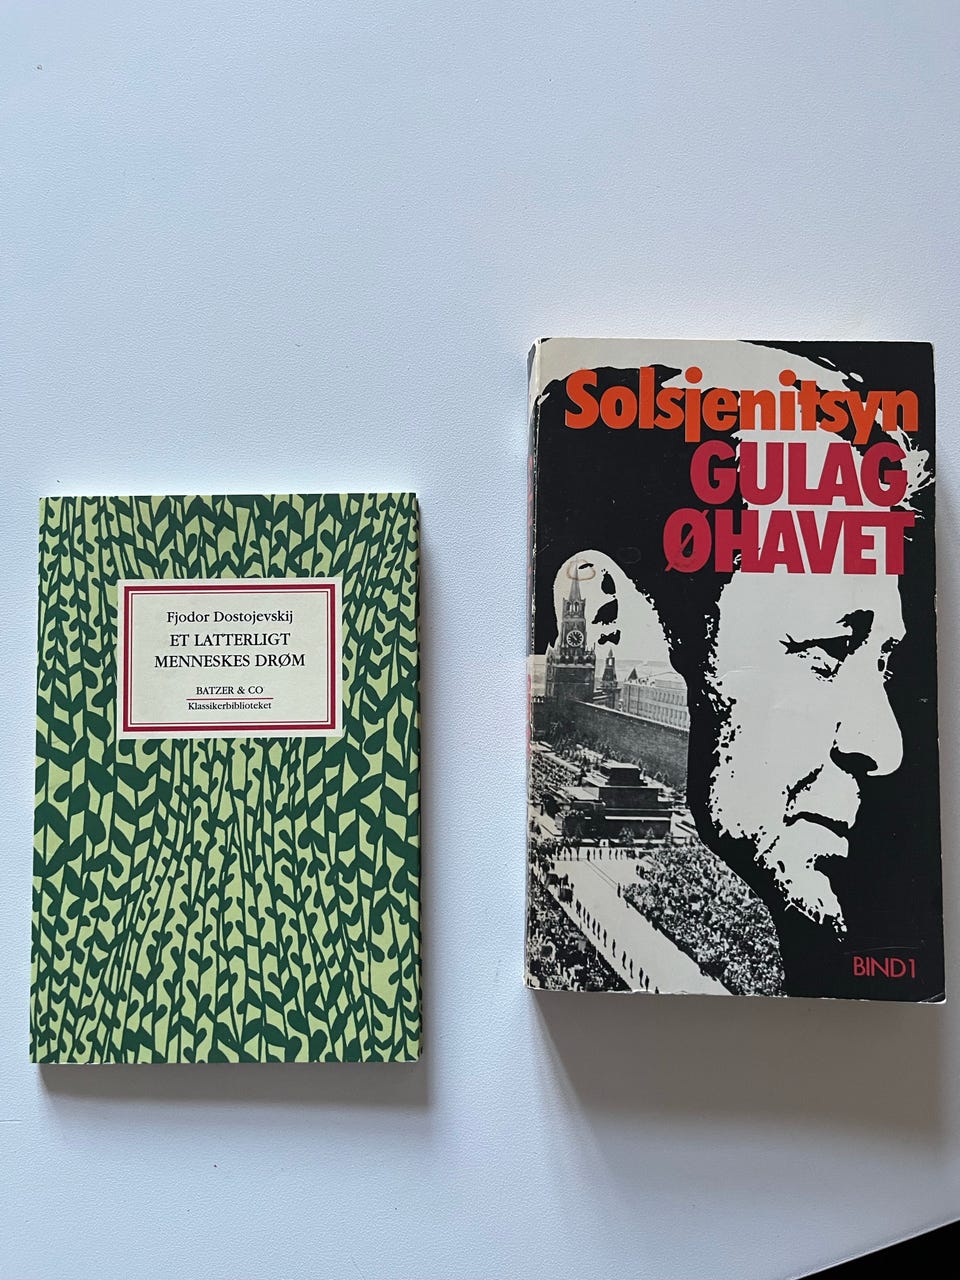 Fjodor Dostojevskij
ET LATTERLIGT
MENNESKES DRØM
BATZER & CO
Klassikerbiblioteket
Solsjenitsyn
GULAG
ØHAVET
BIND 1